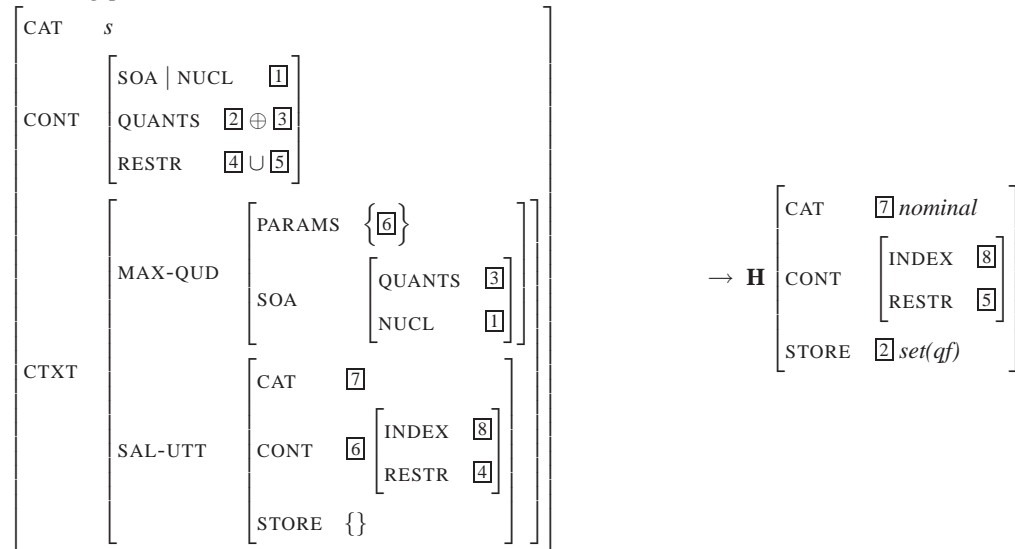 CAT s
CONT
SOA | NUCL 1
QUANTS 2 ⊕ 3
RESTR 4 ∪ 5
CTXT
MAX-QUD
PARAMS {6}
SOA
QUANTS 3
NUCL 1
SAL-UTT
CAT 7
CONT 6
INDEX 8
RESTR 4
STORE {}
→ H
CAT 7 nominal
CONT
INDEX 8
RESTR 5
STORE 2 set(qf)